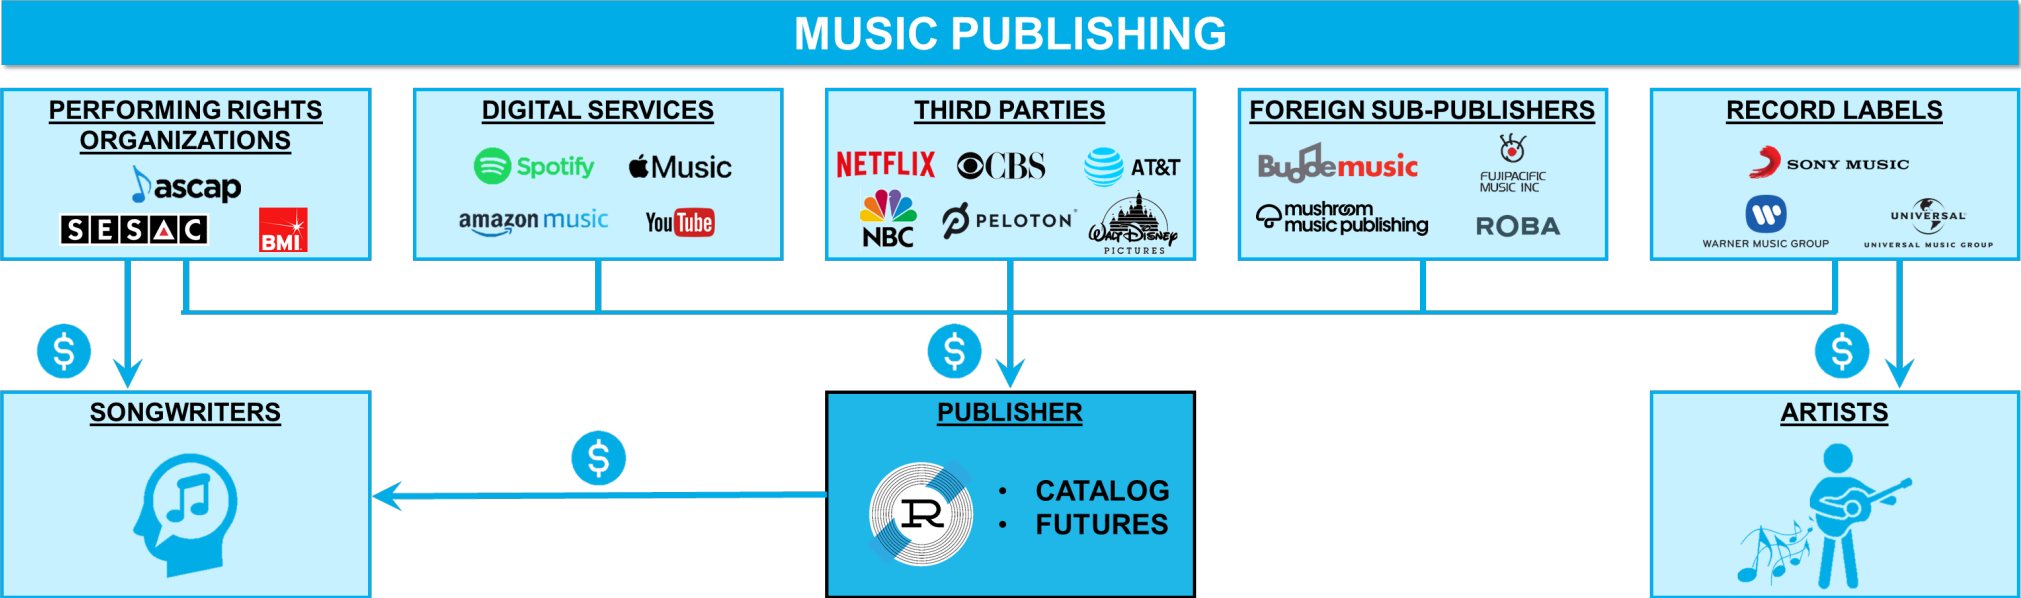 MUSIC PUBLISHING
PERFORMING RIGHTS
ORGANIZATIONS
ascap
SESAC
BMI
DIGITAL SERVICES
Spotify
Music
amazon music
YouTube
THIRD PARTIES
NETFLIX
CBS
AT&T
NBC
PELOTON
WALT DISNEY
PICTURES
FOREIGN SUB-PUBLISHERS
Buddemusic
FUJIPACIFIC
MUSIC INC
mushroom
music publishing
ROBA
RECORD LABELS
SONY MUSIC
WARNER MUSIC GROUP
UNIVERSAL
UNIVERSAL MUSIC GROUP
$
$
$
SONGWRITERS
$
PUBLISHER
R
• CATALOG
• FUTURES
ARTISTS